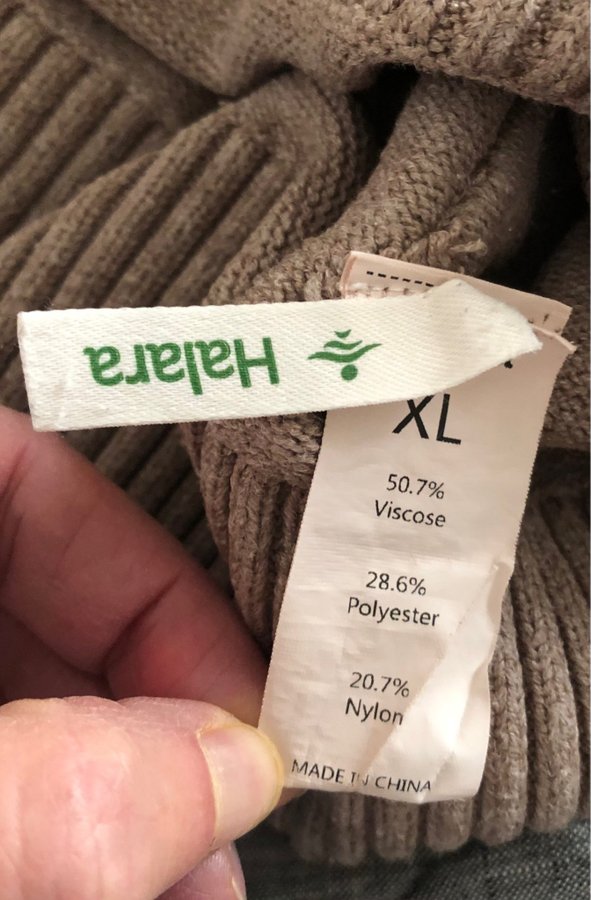 Halara
XL
50.7%
Viscose
28.6%
Polyester
20.7%
Nylon
MADE IN CHINA